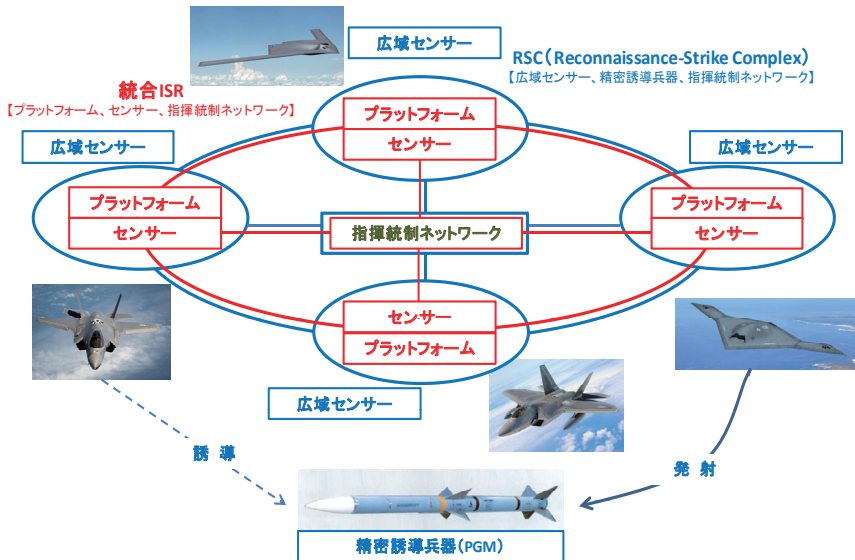 広域センサー
RSC(Reconnaissance-Strike Complex)
【広域センサー、精密誘導兵器、指揮統制ネットワーク】
統合ISR
【プラットフォーム、センサー、指揮統制ネットワーク】
広域センサー
プラットフォーム
センサー
広域センサー
プラットフォーム
センサー
指揮統制ネットワーク
プラットフォーム
センサー
センサー
プラットフォーム
広域センサー
誘導
発射
精密誘導兵器(PGM)